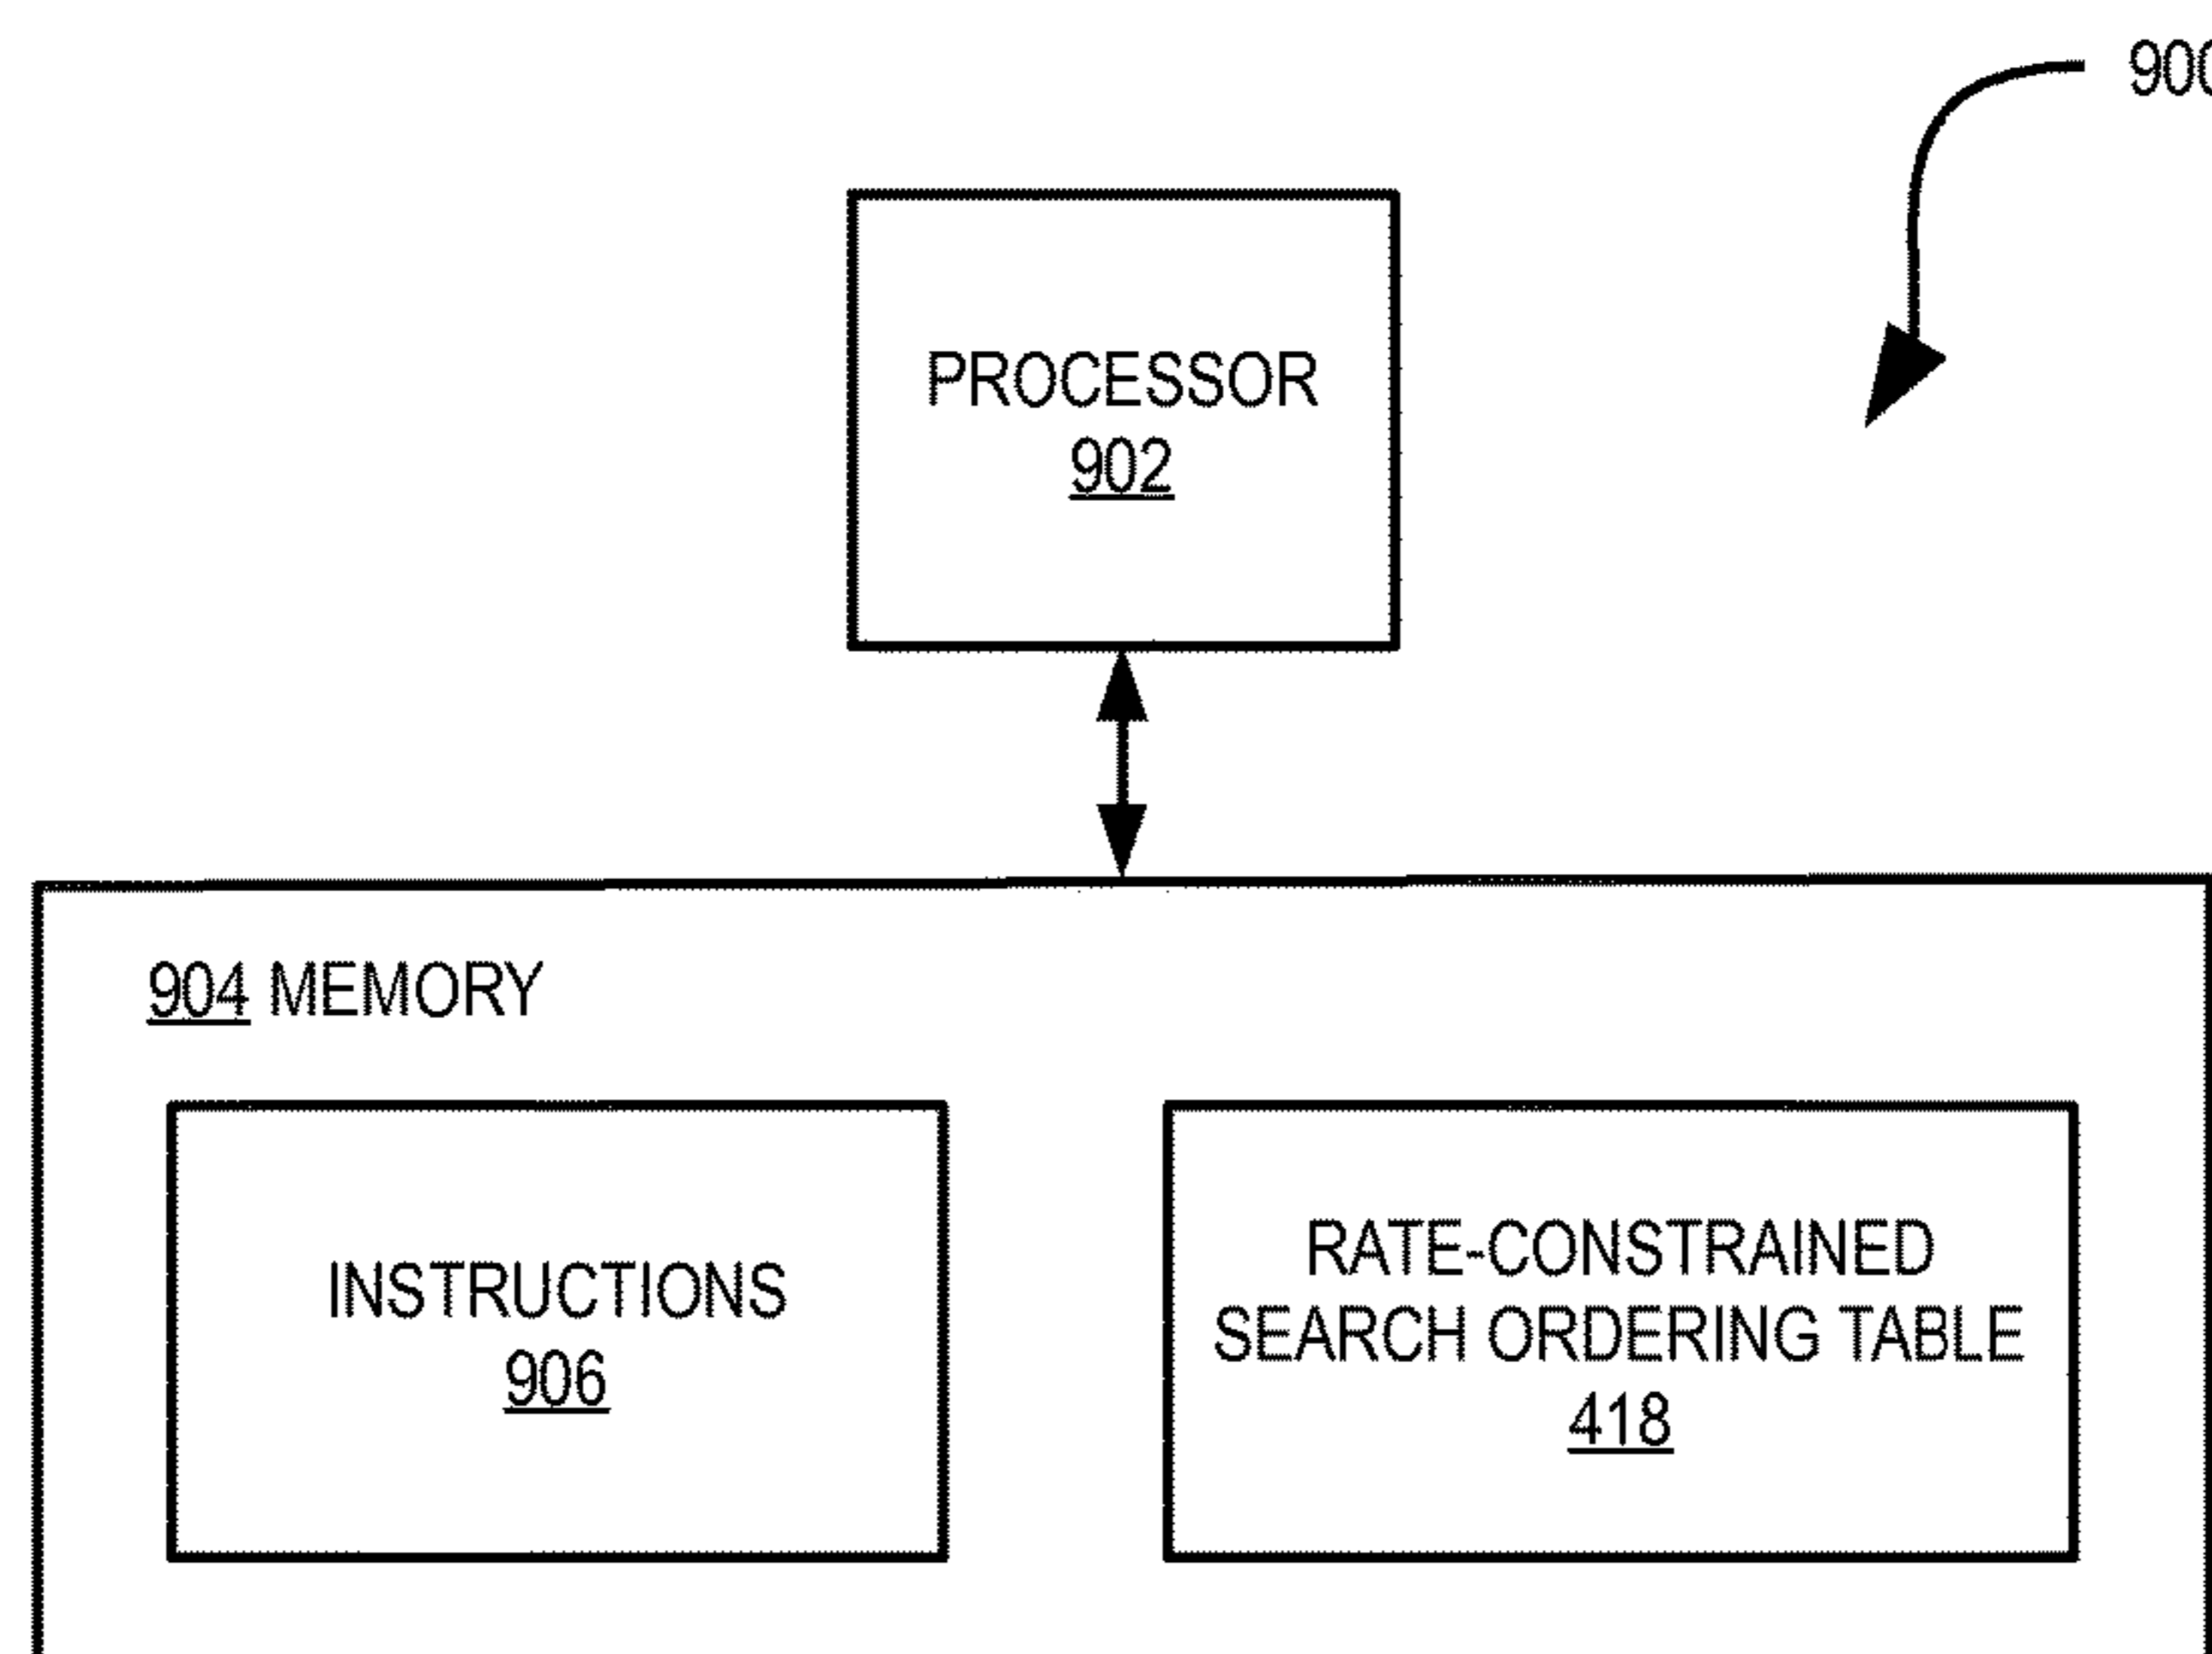 900
PROCESSOR
902
904 MEMORY
INSTRUCTIONS
906
RATE-CONSTRAINED
SEARCH ORDERING TABLE
418